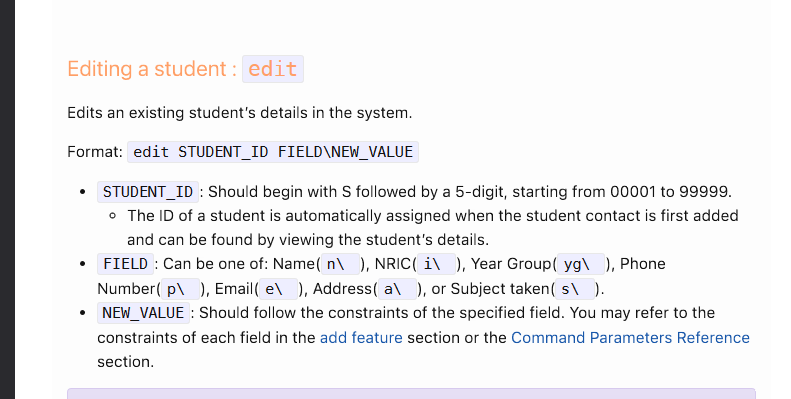 Editing a student : edit
Edits an existing student's details in the system.
Format: edit STUDENT_ID FIELD\NEW_VALUE
• STUDENT_ID : Should begin with S followed by a 5-digit, starting from 00001 to 99999.
◦ The ID of a student is automatically assigned when the student contact is first added
and can be found by viewing the student's details.
• FIELD : Can be one of: Name( n\ ), NRIC( i\ ), Year Group( yg\ ), Phone
Number( p\ ), Email( e\ ), Address( a\ ), or Subject taken( s\ ).
• NEW_VALUE : Should follow the constraints of the specified field. You may refer to the
constraints of each field in the add feature section or the Command Parameters Reference
section.